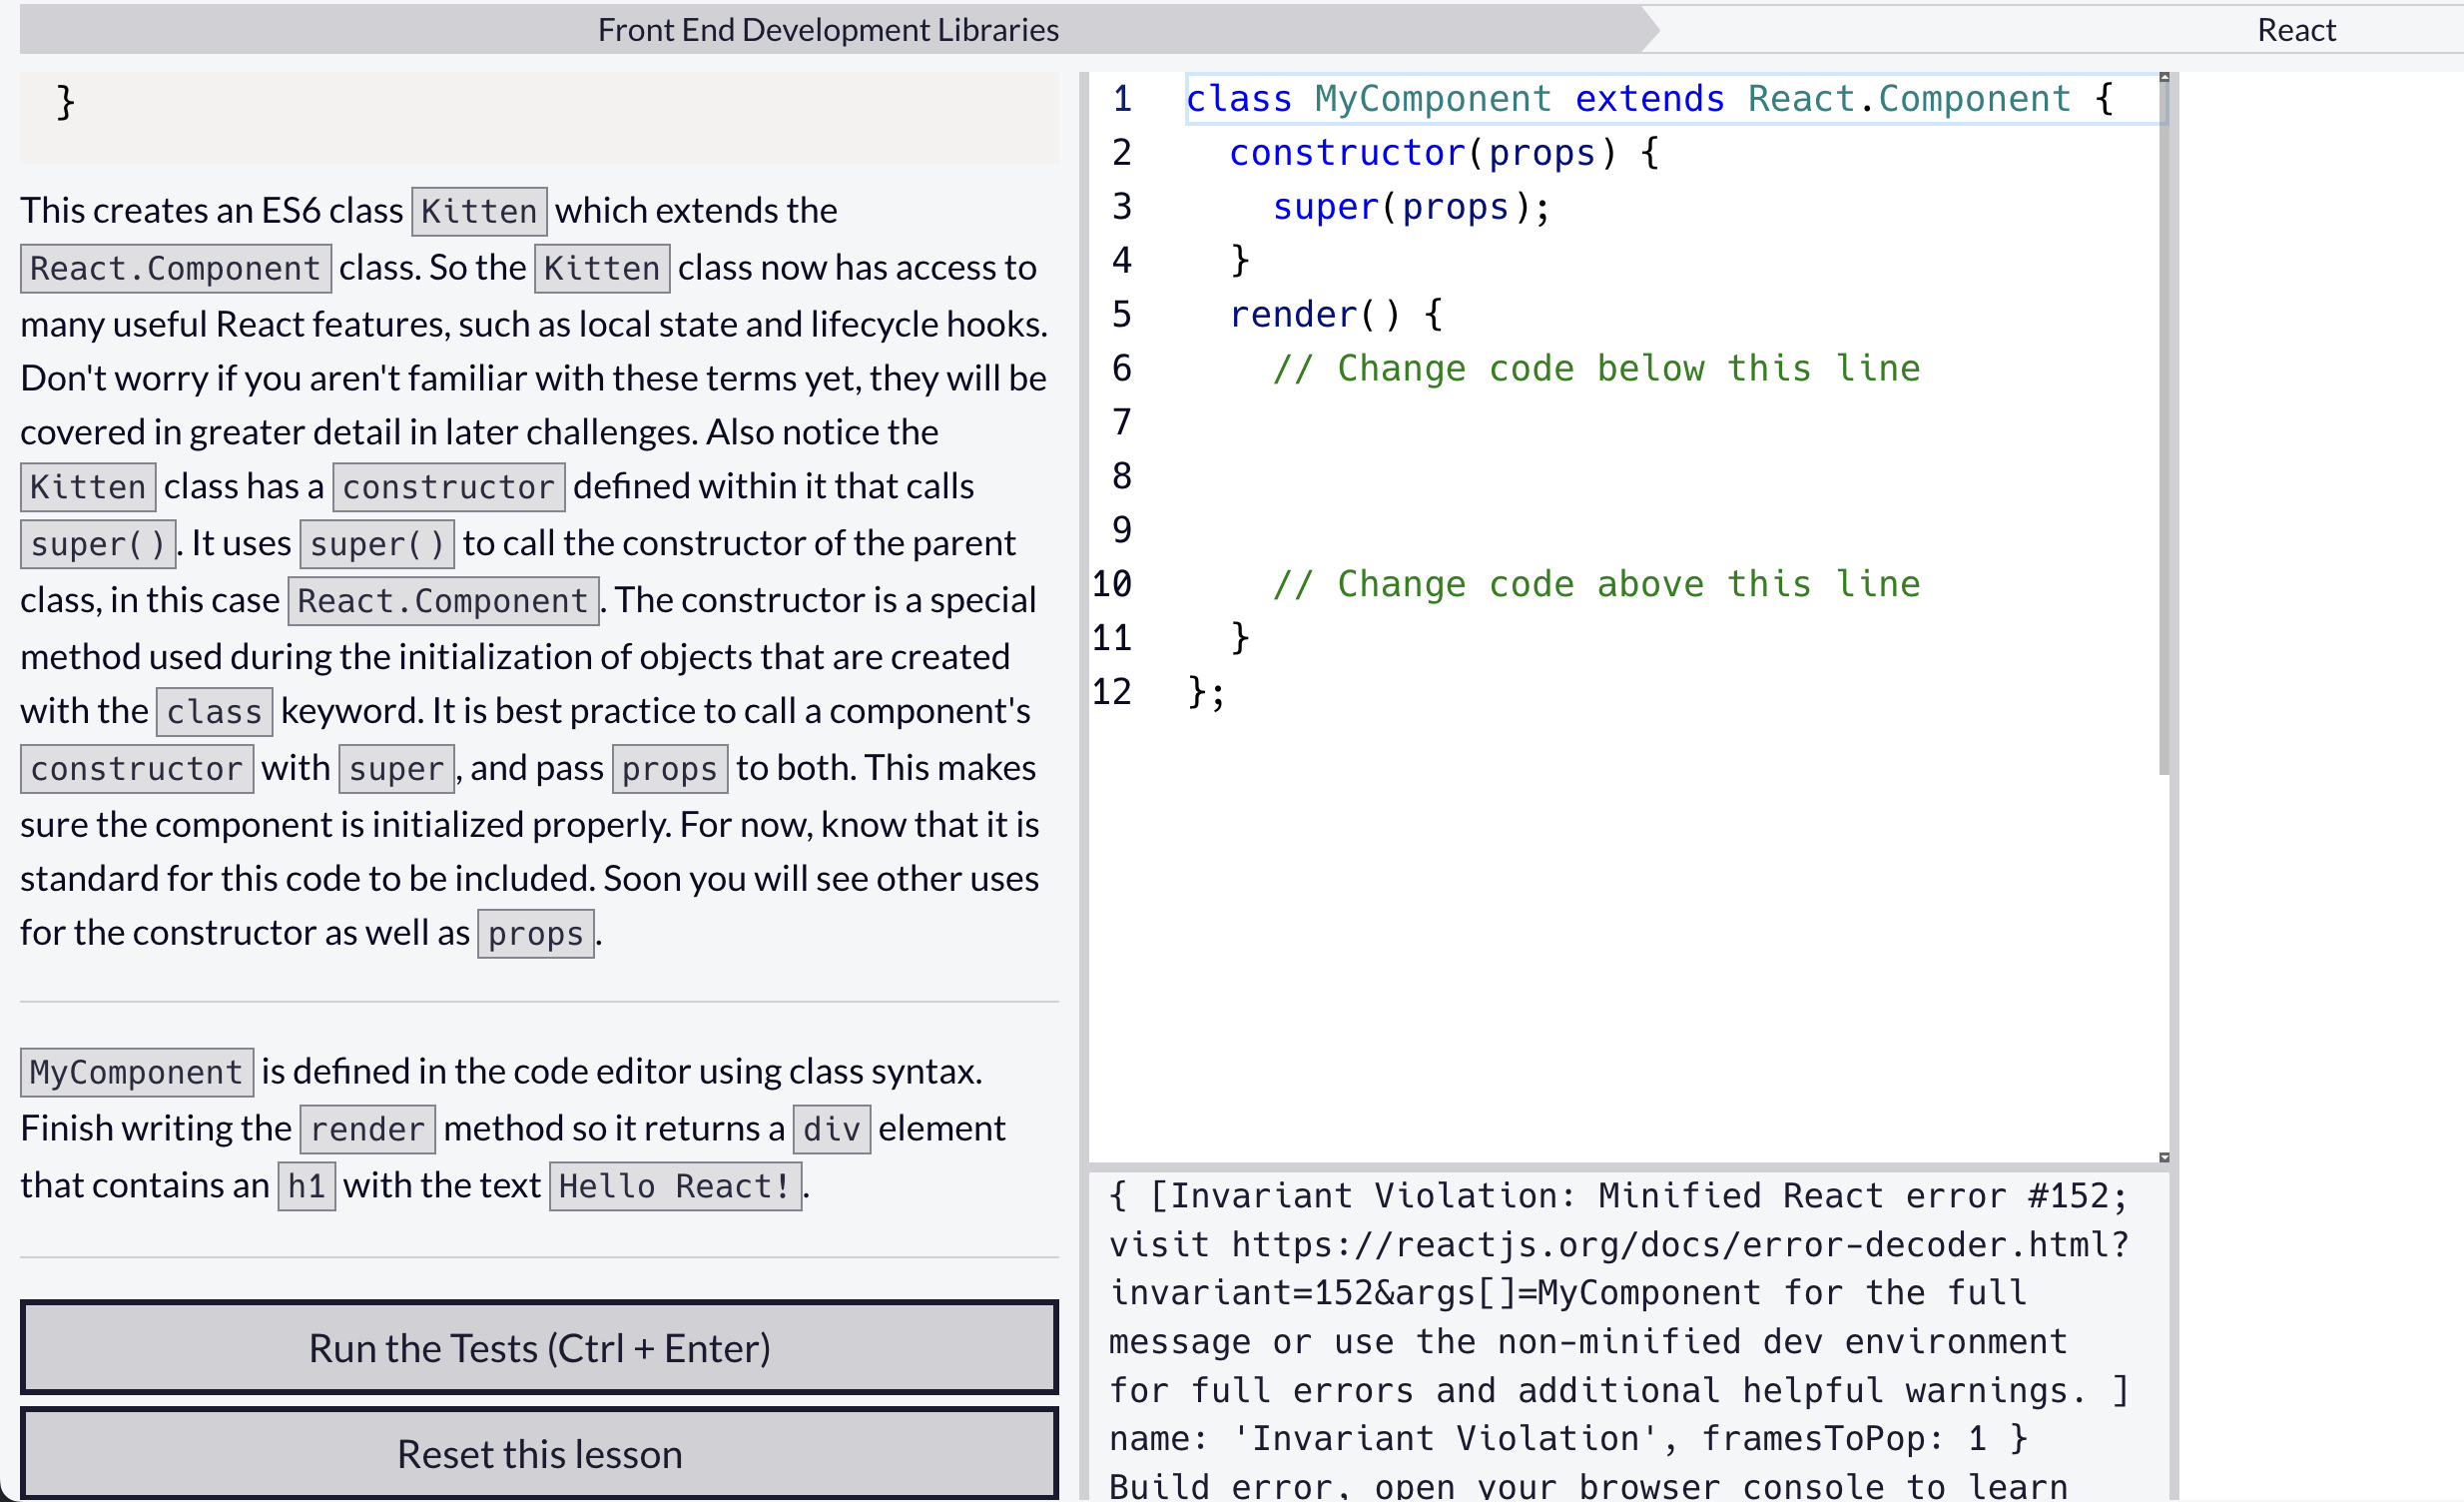 Front End Development Libraries
React
}
This creates an ES6 class Kitten which extends the
React.Component class. So the Kitten class now has access to
many useful React features, such as local state and lifecycle hooks.
Don't worry if you aren't familiar with these terms yet, they will be
covered in greater detail in later challenges. Also notice the
Kitten class has a constructor defined within it that calls
super(). It uses super() to call the constructor of the parent
class, in this case React.Component. The constructor is a special
method used during the initialization of objects that are created
with the class keyword. It is best practice to call a component's
constructor with super, and pass props to both. This makes
sure the component is initialized properly. For now, know that it is
standard for this code to be included. Soon you will see other uses
for the constructor as well as props.
MyComponent is defined in the code editor using class syntax.
Finish writing the render method so it returns a div element
that contains an h1 with the text Hello React!.
Run the Tests (Ctrl + Enter)
Reset this lesson
1 class MyComponent extends React.Component {
2 constructor(props) {
3 super(props);
4 }
5 render() {
6 // Change code below this line
7
8
9
10 // Change code above this line
11 }
12 };
{ [Invariant Violation: Minified React error #152;
visit https://reactjs.org/docs/error-decoder.html?
invariant=152&args[]=MyComponent for the full
message or use the non-minified dev environment
for full errors and additional helpful warnings. ]
name: 'Invariant Violation', framesToPop: 1 }
Build error, open your browser console to learn